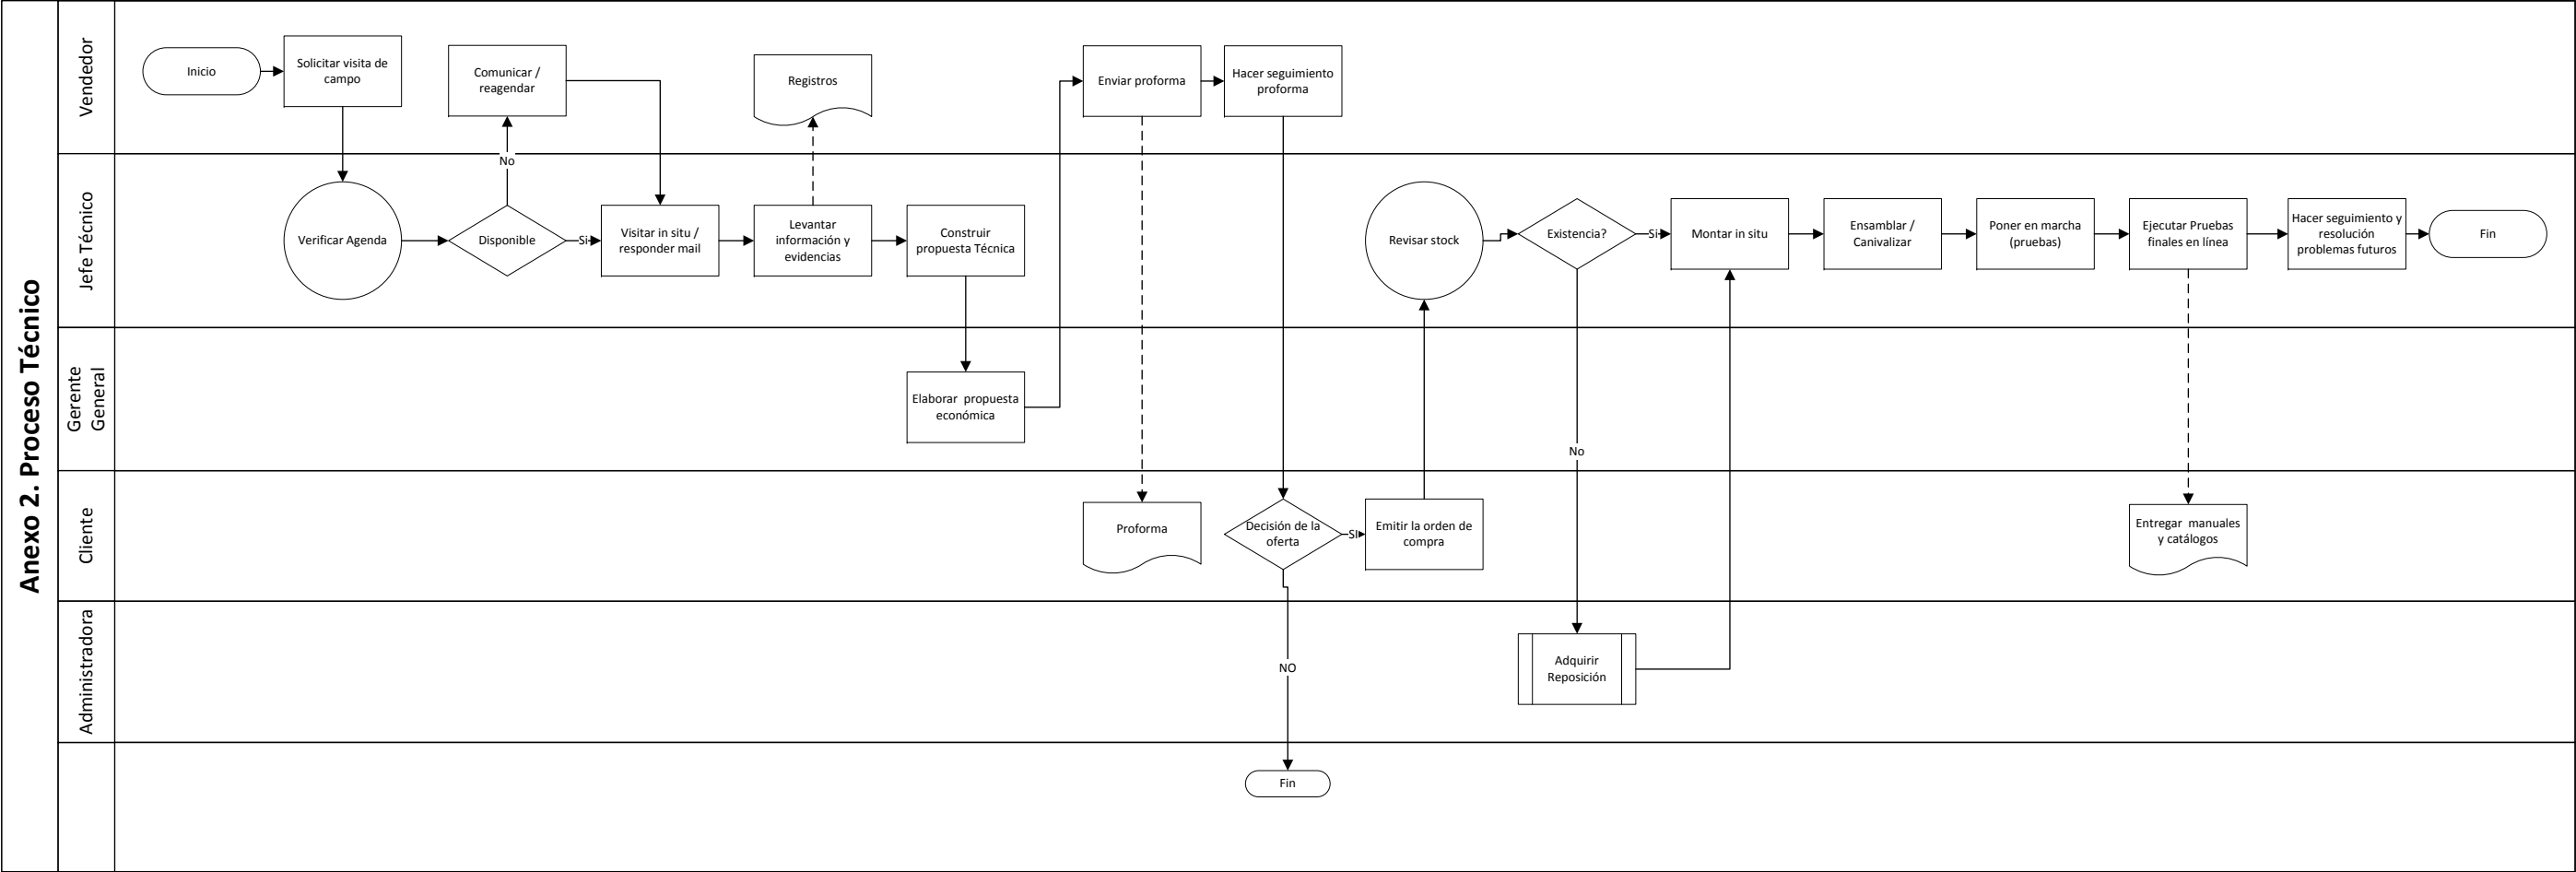 Anexo 2. Proceso Técnico
Vendedor
Inicio
Solicitar visita de
campo
Comunicar /
reagendar
Registros
Enviar proforma
Hacer seguimiento
proforma
No
Jefe Técnico
Verificar Agenda
Disponible
Si
Visitar in situ /
responder mail
Levantar
información y
evidencias
Construir
propuesta Técnica
Revisar stock
Existencia?
Si
Montar in situ
Ensamblar /
Canivalizar
Poner en marcha
(pruebas)
Ejecutar Pruebas
finales en línea
Hacer seguimiento y
resolución
problemas futuros
Fin
Gerente
General
Elaborar propuesta
económica
No
Cliente
Proforma
Decisión de la
oferta
SI
Emitir la orden de
compra
Entregar manuales
y catálogos
Administradora
NO
Adquirir
Reposición
Fin